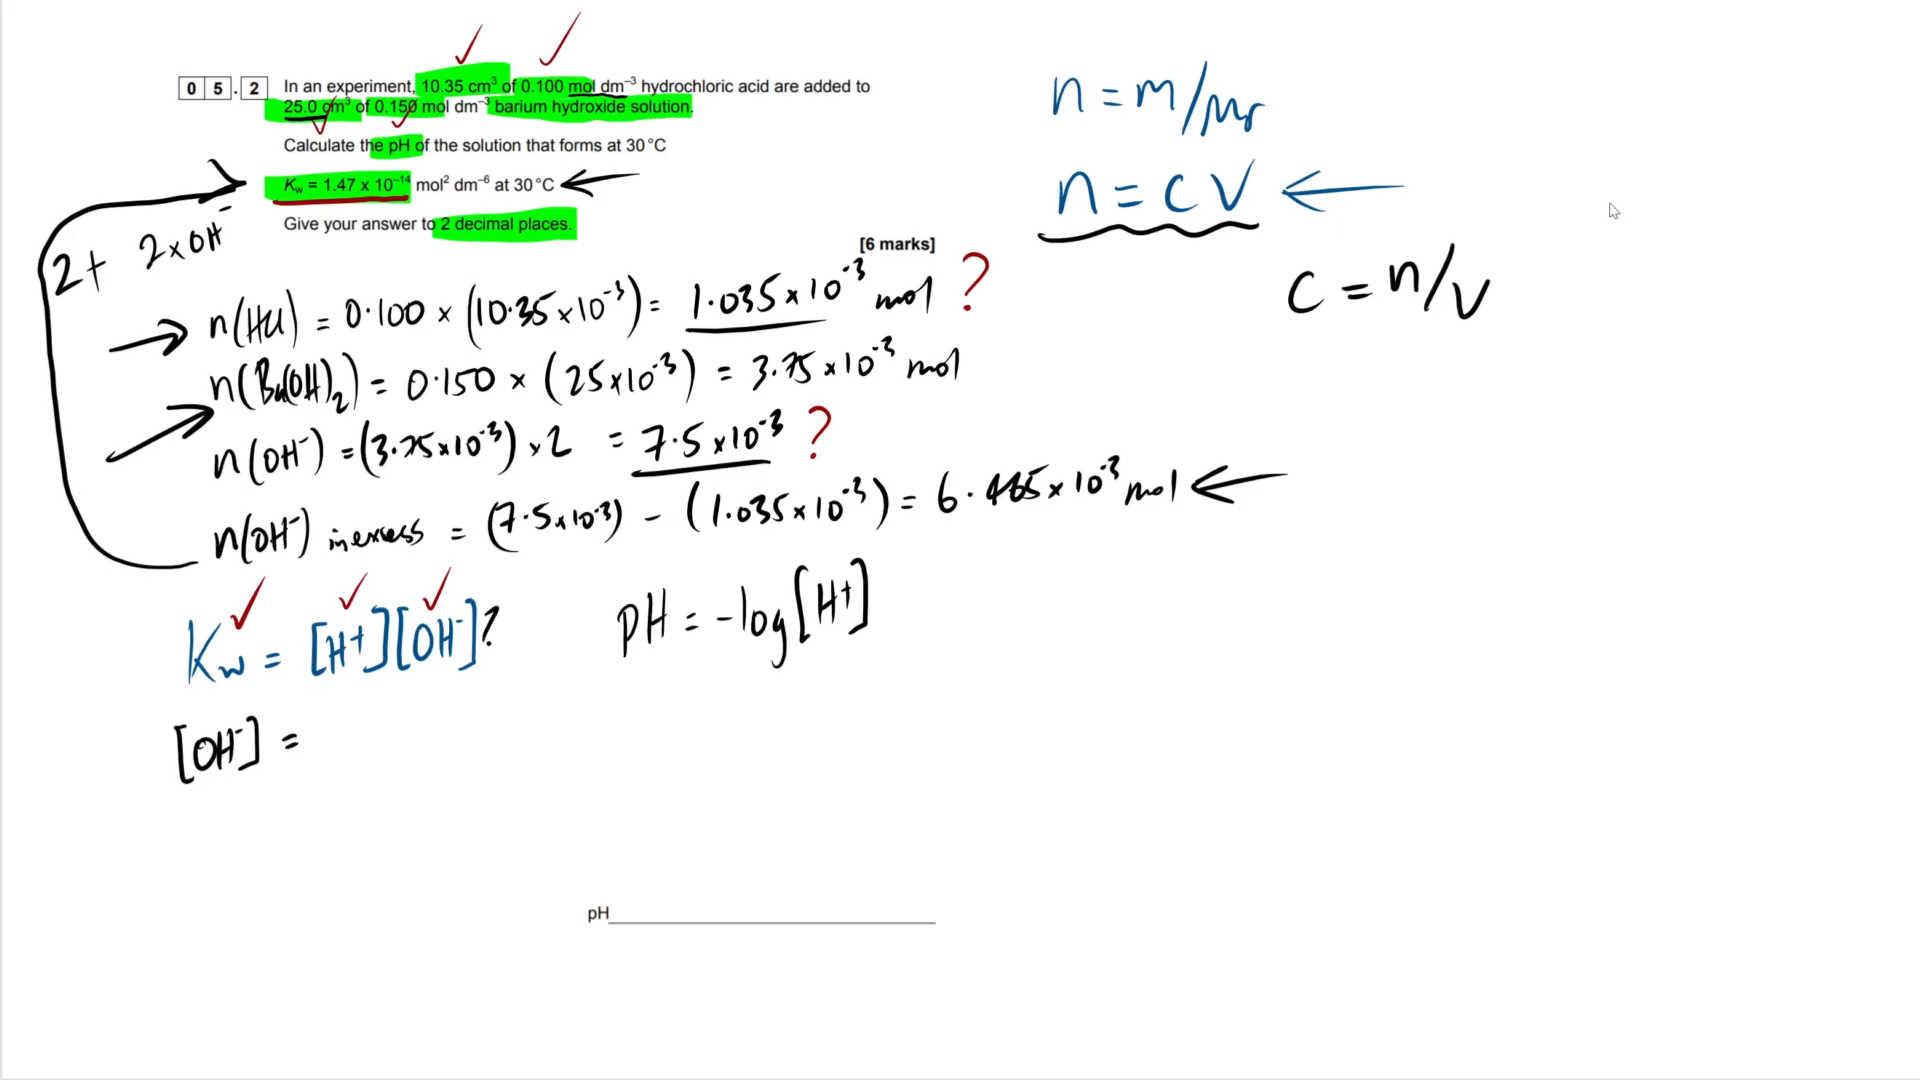 0 5 . 2 In an experiment, 10.35 cm³ of 0.100 mol dm⁻³ hydrochloric acid are added to
25.0 cm³ of 0.150 mol dm⁻³ barium hydroxide solution.
Calculate the pH of the solution that forms at 30 °C
Kw = 1.47 x 10⁻¹⁴ mol² dm⁻⁶ at 30 °C
Give your answer to 2 decimal places.
[6 marks]
n = m/Mr
n = cV
c = n/V
2+ 2×OH⁻
n(HCl) = 0.100 × (10.35×10⁻³) = 1.035×10⁻³ mol ?
n(Ba(OH)₂) = 0.150 × (25×10⁻³) = 3.75×10⁻³ mol
n(OH⁻) = (3.75×10⁻³) × 2 = 7.5×10⁻³ ?
n(OH⁻) in excess = (7.5×10⁻³) − (1.035×10⁻³) = 6.465×10⁻³ mol
Kw = [H⁺][OH⁻]? pH = −log[H⁺]
[OH⁻] =
pH